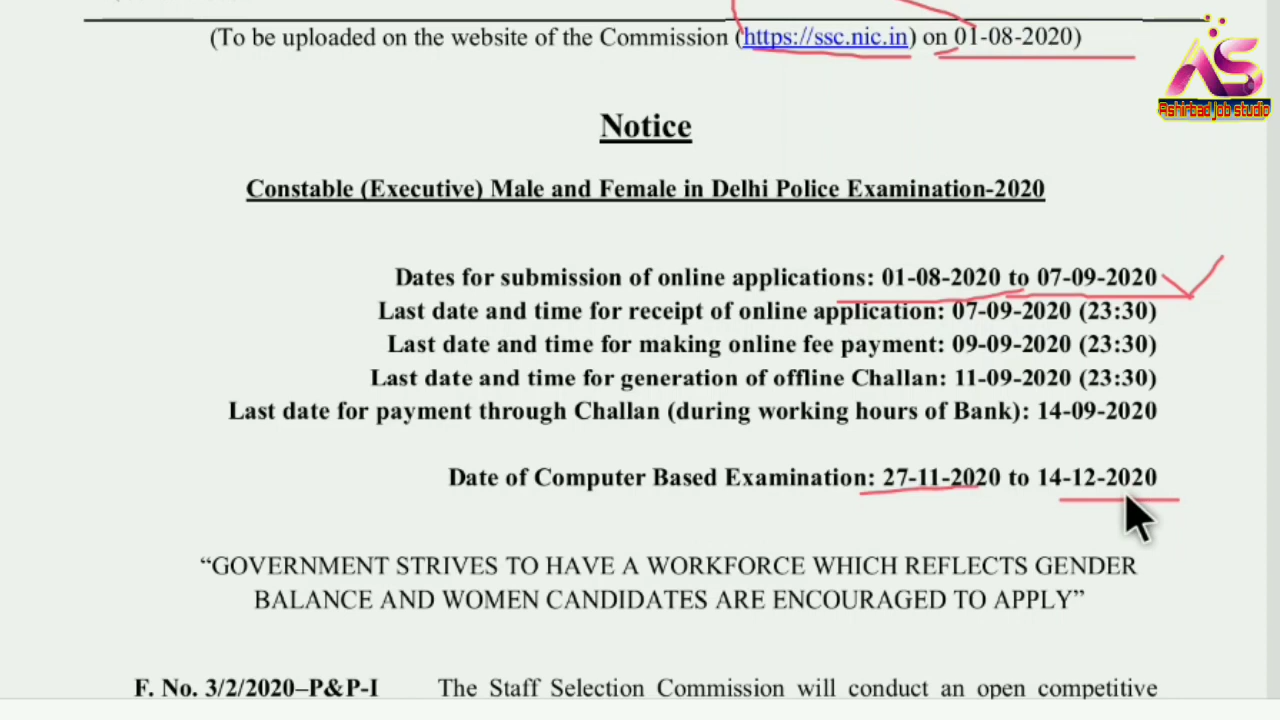 (To be uploaded on the website of the Commission (https://ssc.nic.in) on 01-08-2020)
Ashirbad job studio
Notice
Constable (Executive) Male and Female in Delhi Police Examination-2020
Dates for submission of online applications: 01-08-2020 to 07-09-2020
Last date and time for receipt of online application: 07-09-2020 (23:30)
Last date and time for making online fee payment: 09-09-2020 (23:30)
Last date and time for generation of offline Challan: 11-09-2020 (23:30)
Last date for payment through Challan (during working hours of Bank): 14-09-2020
Date of Computer Based Examination: 27-11-2020 to 14-12-2020
“GOVERNMENT STRIVES TO HAVE A WORKFORCE WHICH REFLECTS GENDER
BALANCE AND WOMEN CANDIDATES ARE ENCOURAGED TO APPLY”
F. No. 3/2/2020–P&P-I The Staff Selection Commission will conduct an open competitive